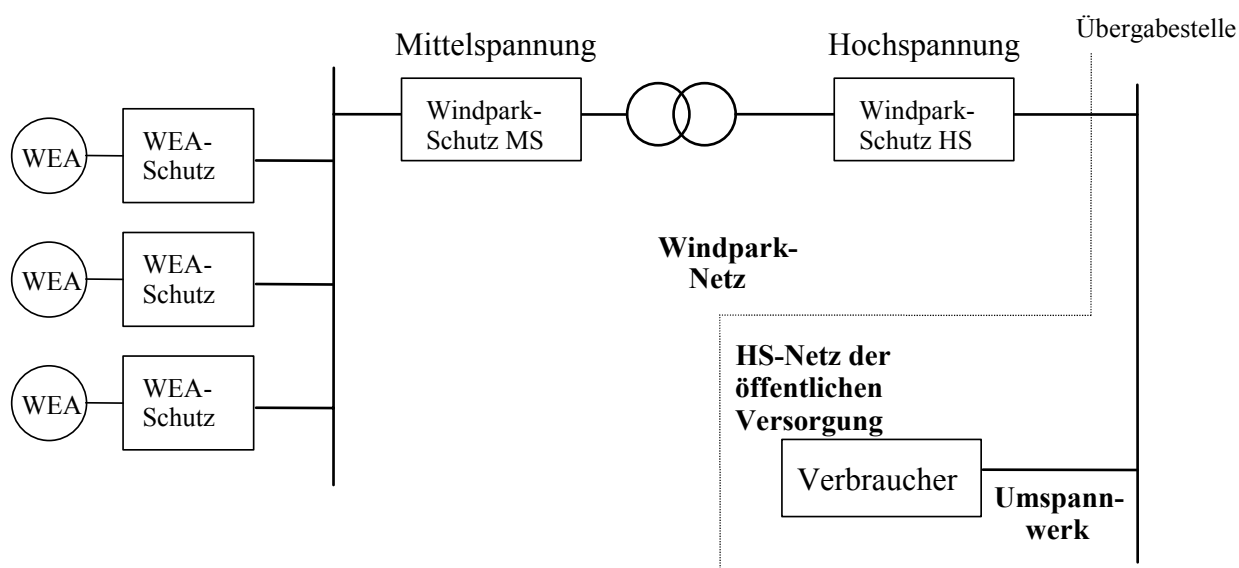 Übergabestelle
Mittelspannung
Hochspannung
Windpark-
Schutz MS
Windpark-
Schutz HS
WEA
WEA-
Schutz
WEA
WEA-
Schutz
WEA
WEA-
Schutz
Windpark-
Netz
HS-Netz der
öffentlichen
Versorgung
Verbraucher
Umspann-
werk